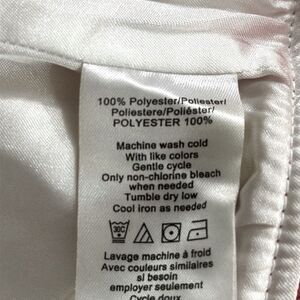 100% Polyester/Poliester/
Poliestere/Poliéster/
POLYESTER 100%
Machine wash cold
With like colors
Gentle cycle
Only non-chlorine bleach
when needed
Tumble dry low
Cool iron as needed
30C
Lavage machine à froid
Avec couleurs similaires
si besoin
employer seulement
Cycle doux